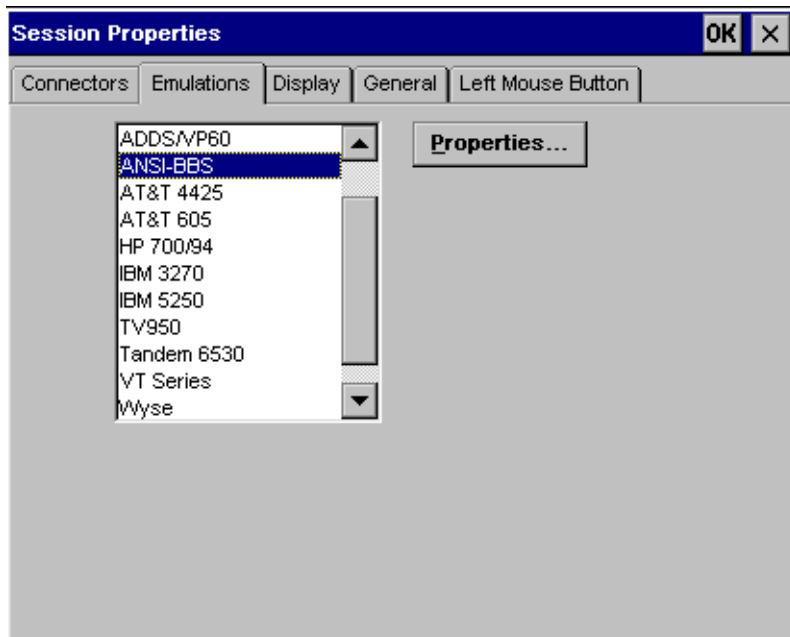 Session Properties OK ×
Connectors Emulations Display General Left Mouse Button
ADDS/VP60
Properties...
ANSI-BBS
AT&T 4425
AT&T 605
HP 700/94
IBM 3270
IBM 5250
TV950
Tandem 6530
VT Series
Wyse